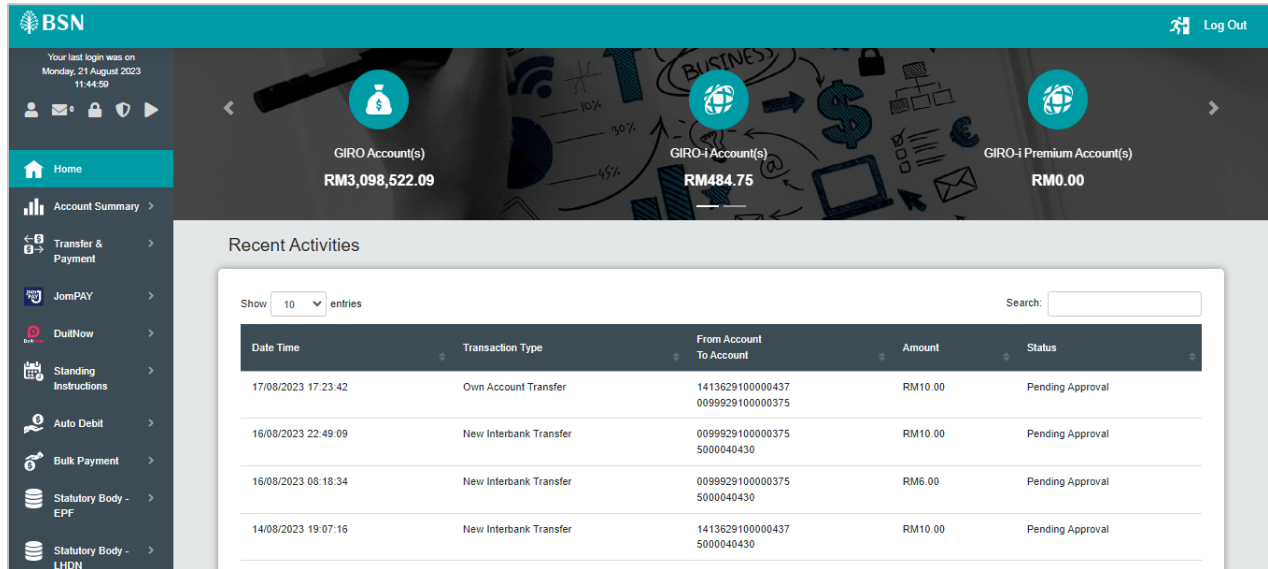 BSN
Log Out
Your last login was on
Monday, 21 August 2023
11:44:59
0
Home
Account Summary
Transfer &
Payment
JomPAY
DuitNow
Standing
Instructions
Auto Debit
Bulk Payment
Statutory Body -
EPF
Statutory Body -
LHDN
BUSINESS
10%
30%
45%
GIRO Account(s)
RM3,098,522.09
GIRO-i Account(s)
RM484.75
GIRO-i Premium Account(s)
RM0.00
Recent Activities
Show 10 entries
Search:
Date Time Transaction Type From Account Amount Status
To Account
17/08/2023 17:23:42 Own Account Transfer 1413629100000437 RM10.00 Pending Approval
0099929100000375
16/08/2023 22:49:09 New Interbank Transfer 0099929100000375 RM10.00 Pending Approval
5000040430
16/08/2023 08:18:34 New Interbank Transfer 0099929100000375 RM6.00 Pending Approval
5000040430
14/08/2023 19:07:16 New Interbank Transfer 1413629100000437 RM10.00 Pending Approval
5000040430